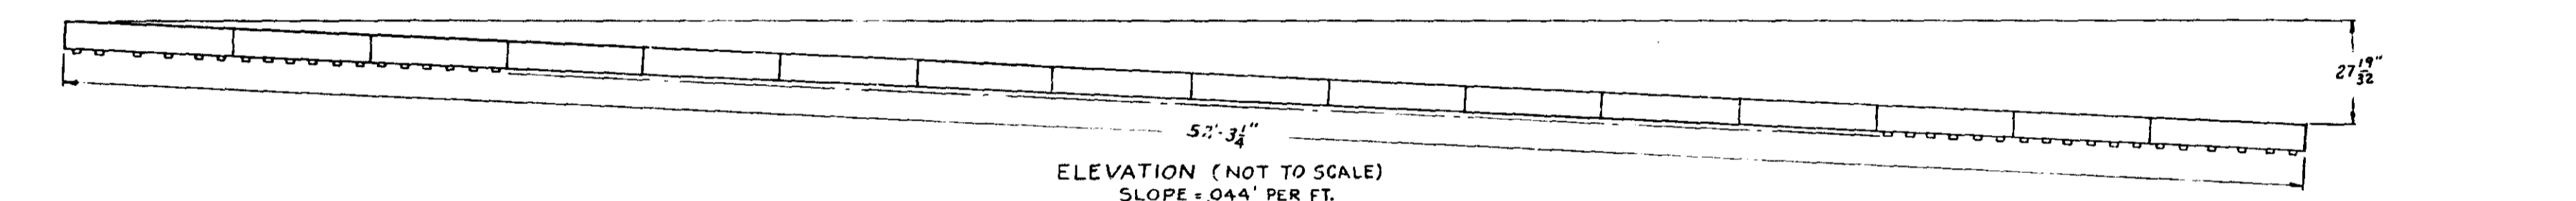 27 19/32"
52'-3 1/4"
ELEVATION (NOT TO SCALE)
SLOPE = .044' PER FT.